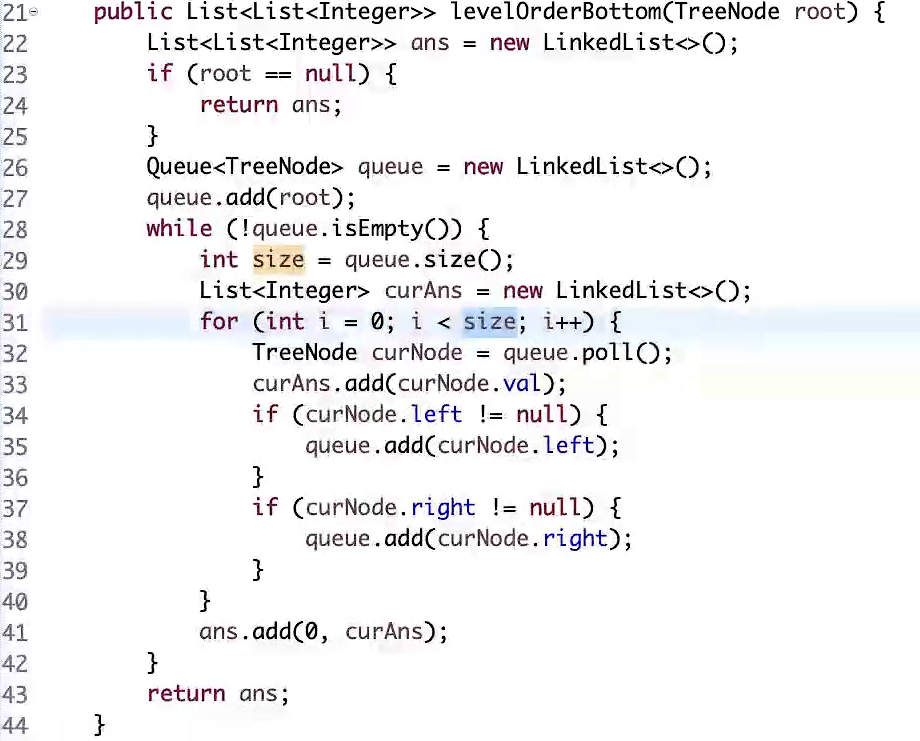 21 public List<List<Integer>> levelOrderBottom(TreeNode root) {
22 List<List<Integer>> ans = new LinkedList<>();
23 if (root == null) {
24 return ans;
25 }
26 Queue<TreeNode> queue = new LinkedList<>();
27 queue.add(root);
28 while (!queue.isEmpty()) {
29 int size = queue.size();
30 List<Integer> curAns = new LinkedList<>();
31 for (int i = 0; i < size; i++) {
32 TreeNode curNode = queue.poll();
33 curAns.add(curNode.val);
34 if (curNode.left != null) {
35 queue.add(curNode.left);
36 }
37 if (curNode.right != null) {
38 queue.add(curNode.right);
39 }
40 }
41 ans.add(0, curAns);
42 }
43 return ans;
44 }